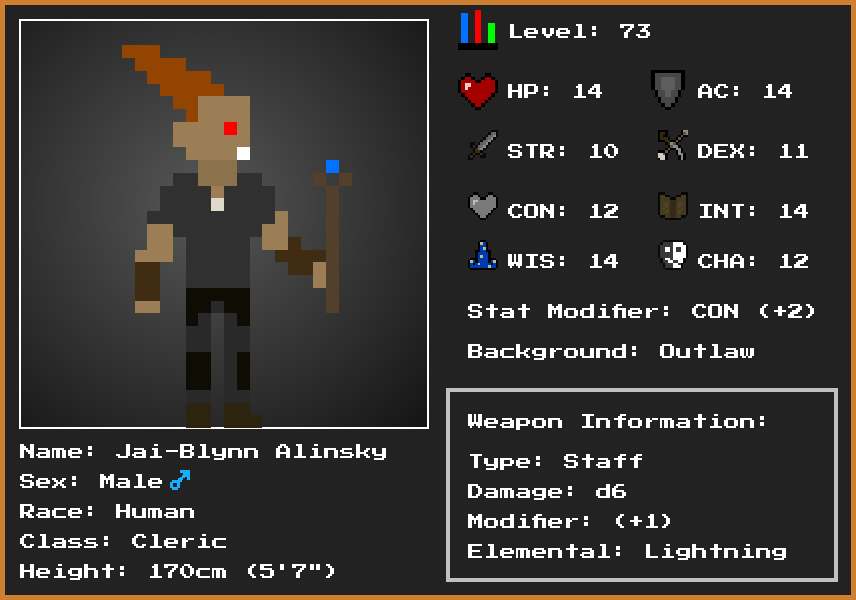 Level: 73
HP: 14
AC: 14
STR: 10
DEX: 11
CON: 12
INT: 14
WIS: 14
CHA: 12
Stat Modifier: CON (+2)
Background: Outlaw
Weapon Information:
Type: Staff
Damage: d6
Modifier: (+1)
Elemental: Lightning
Name: Jai-Blynn Alinsky
Sex: Male ♂
Race: Human
Class: Cleric
Height: 170cm (5'7")